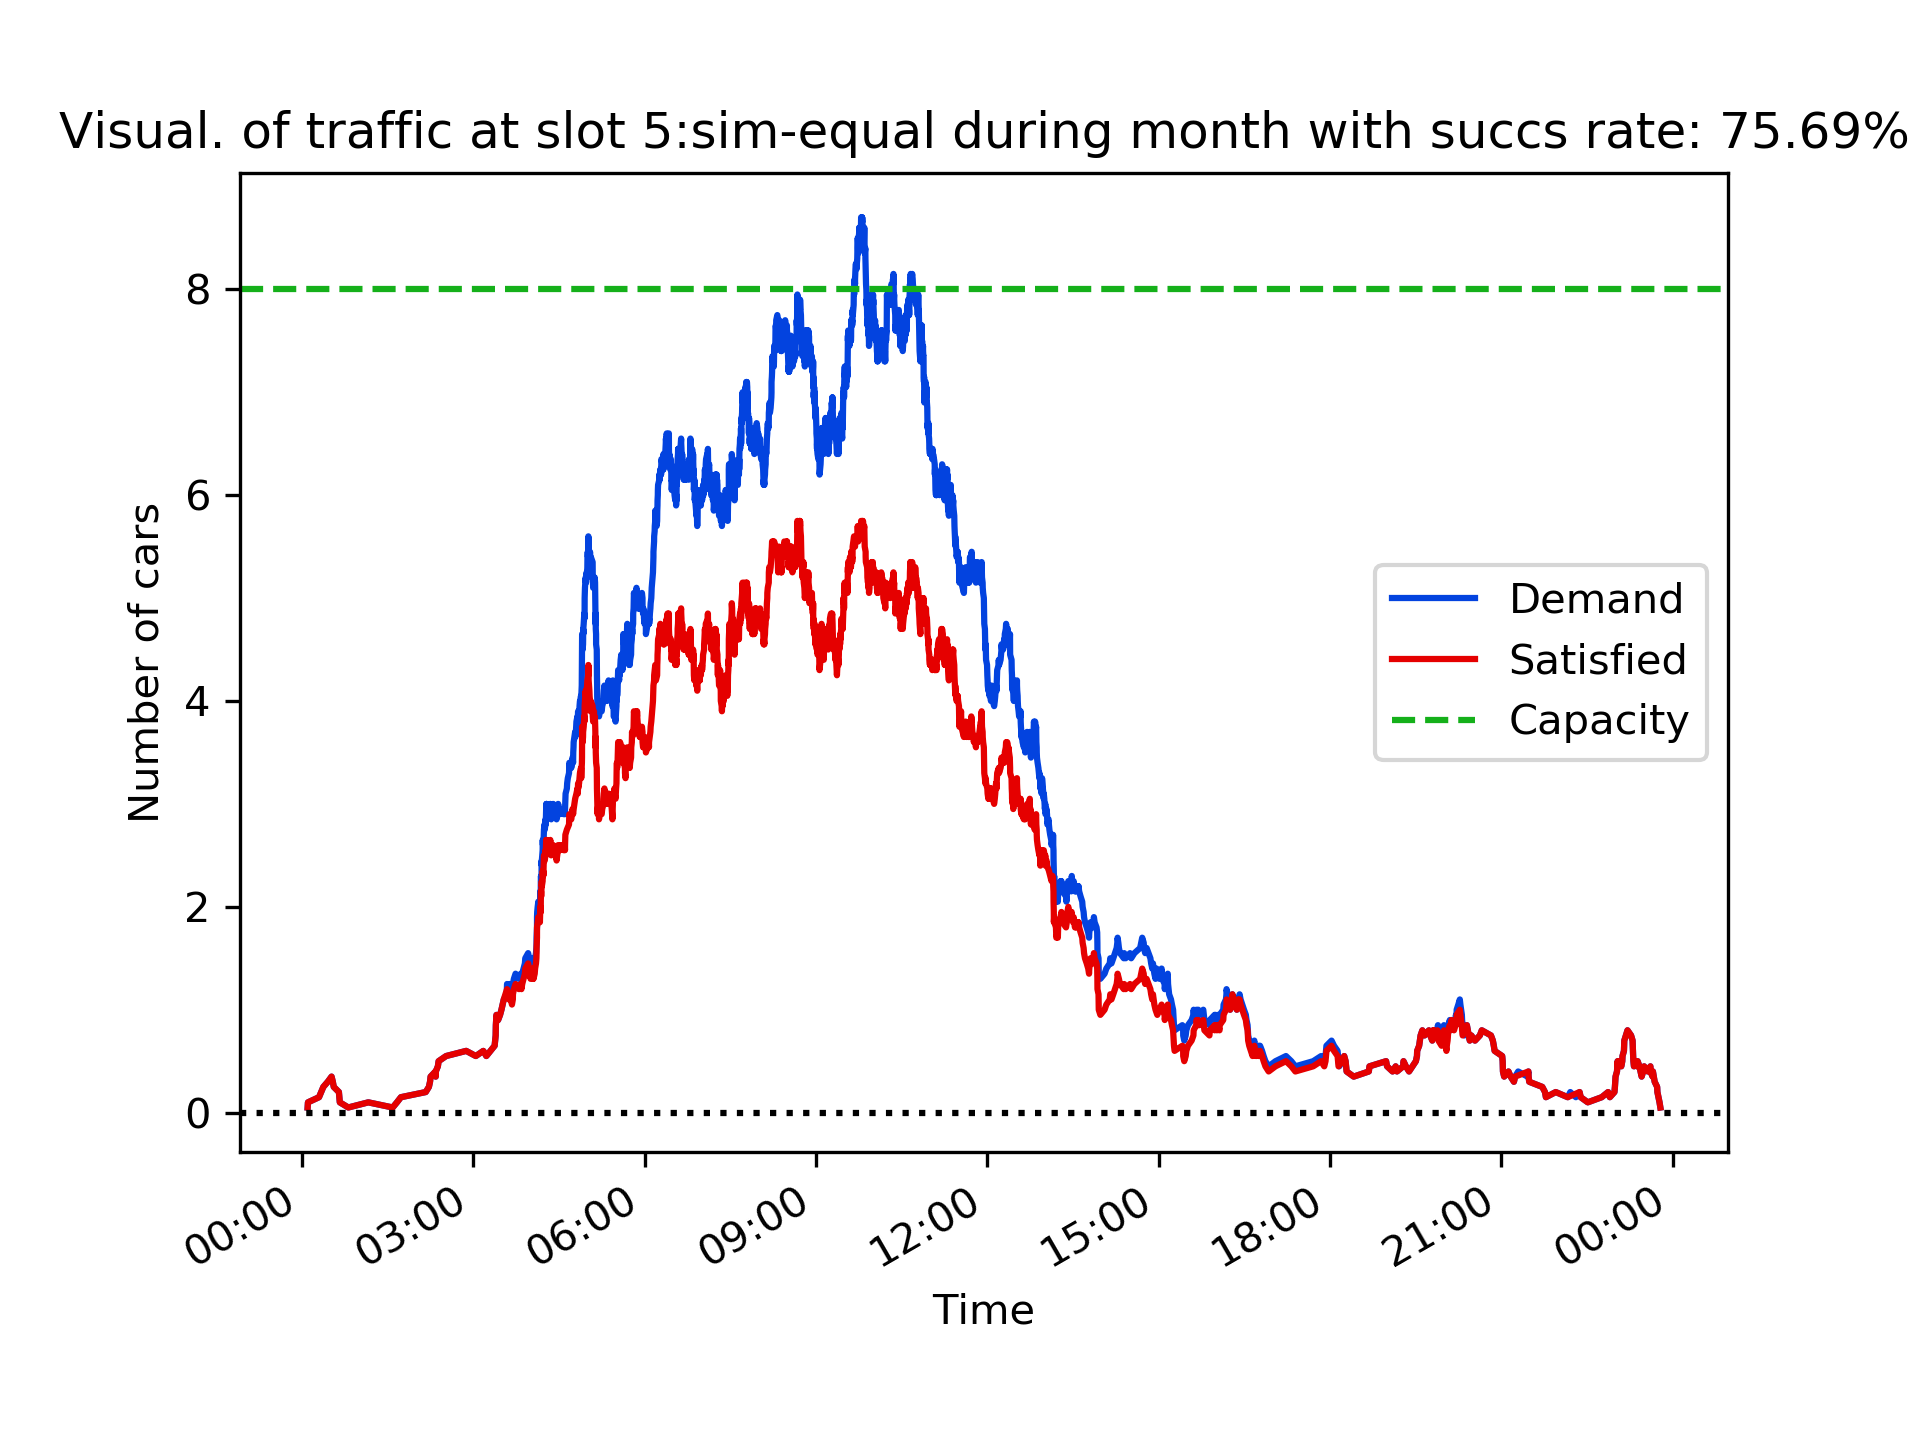 Visual. of traffic at slot 5:sim-equal during month with succs rate: 75.69%
8
6
4
2
0
Number of cars
Demand
Satisfied
Capacity
00:00
03:00
06:00
09:00
12:00
15:00
18:00
21:00
00:00
Time